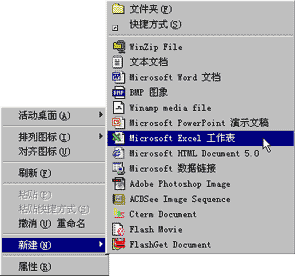 文件夹(F)
快捷方式(S)
WinZip File
文本文档
Microsoft Word 文档
BMP 图象
Winamp media file
Microsoft PowerPoint 演示文稿
Microsoft Excel 工作表
Microsoft HTML Document 5.0
Microsoft 数据链接
Adobe Photoshop Image
ACDSee Image Sequence
Cterm Document
Flash Movie
FlashGet Document
活动桌面(A)
排列图标(I)
对齐图标(U)
刷新(E)
粘贴(P)
粘贴快捷方式(S)
撤消(U) 重命名
新建(W)
属性(R)